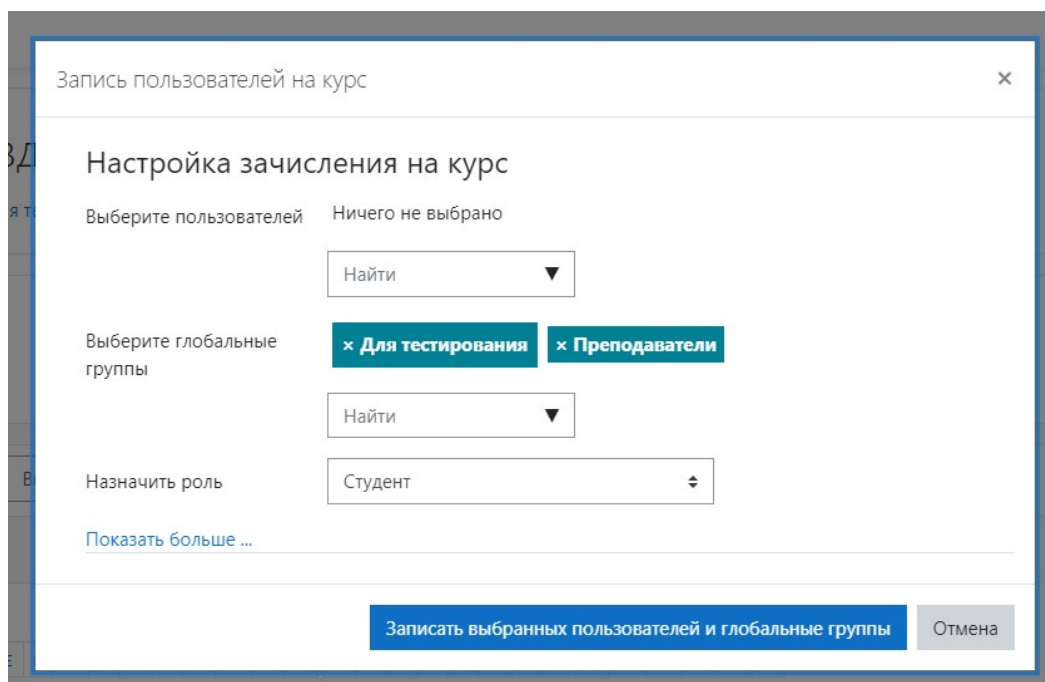 Запись пользователей на курс ×
Настройка зачисления на курс
Выберите пользователей Ничего не выбрано
Найти ▼
Выберите глобальные группы
× Для тестирования × Преподаватели
Найти ▼
Назначить роль Студент
Показать больше ...
Записать выбранных пользователей и глобальные группы Отмена